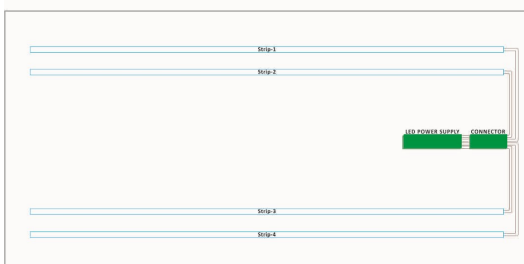 Strip-1
Strip-2
LED POWER SUPPLY CONNECTOR
Strip-3
Strip-4